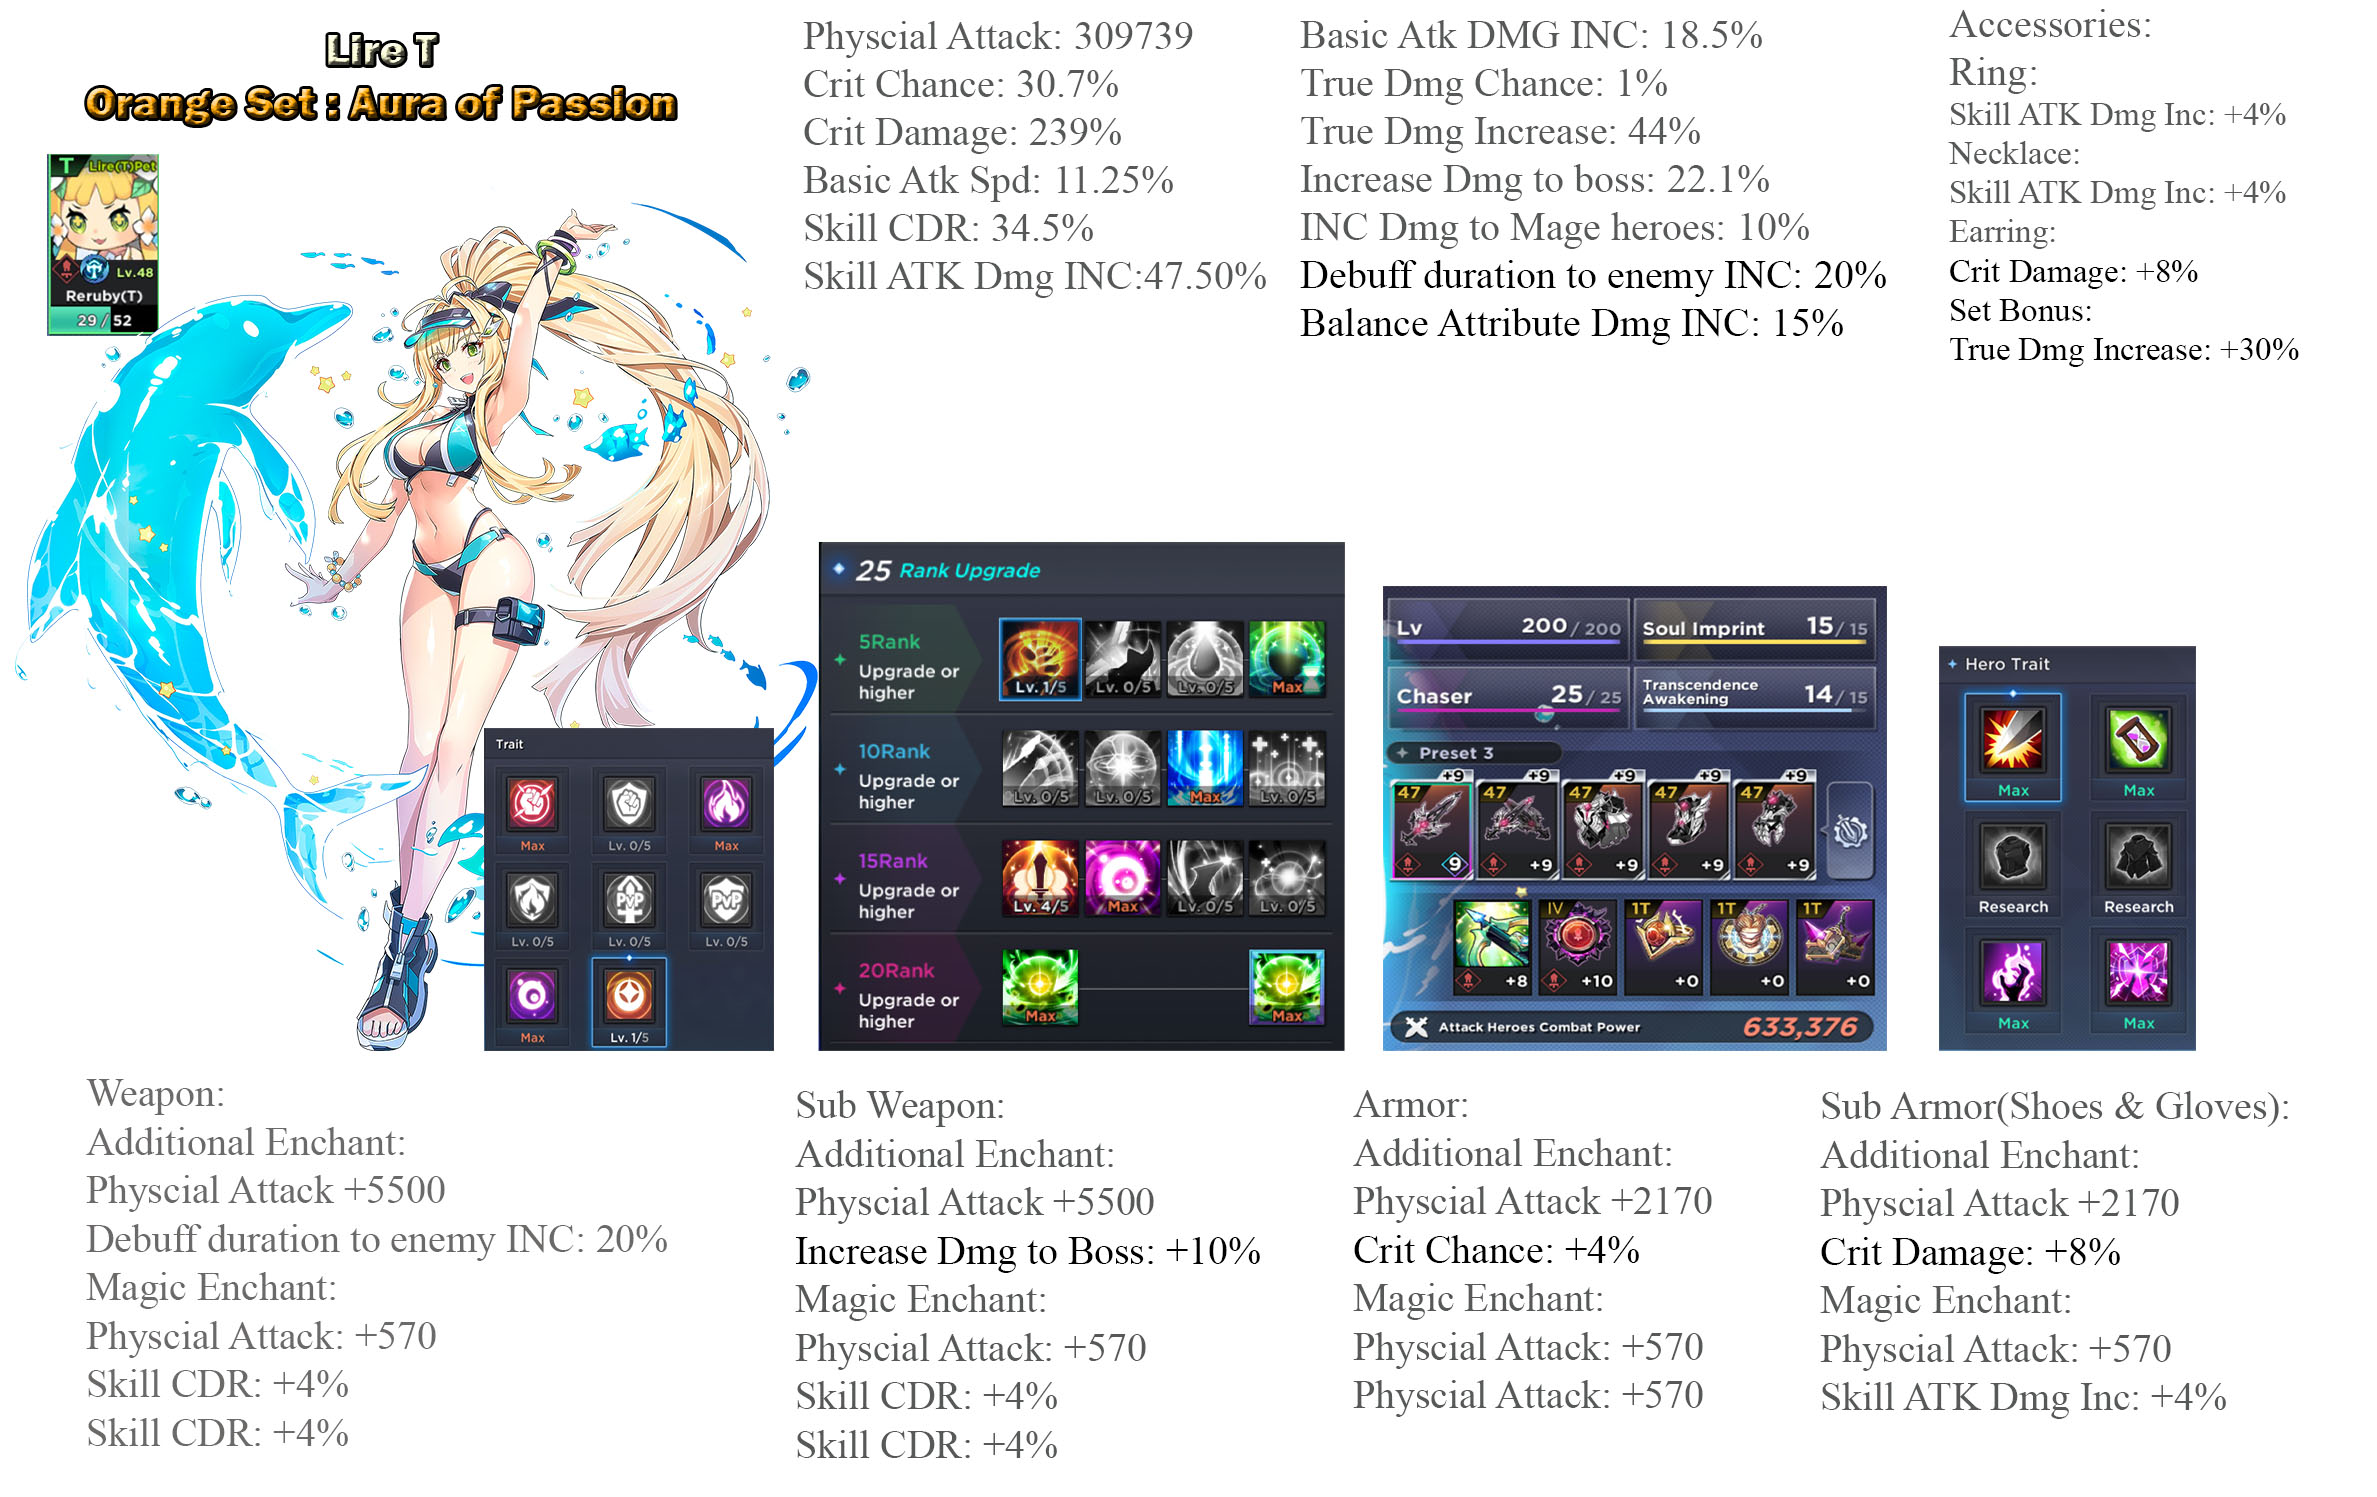 Lire T
Orange Set : Aura of Passion
T Lire(T)Pet
Lv.48
Reruby(T)
29 / 52
Physcial Attack: 309739
Crit Chance: 30.7%
Crit Damage: 239%
Basic Atk Spd: 11.25%
Skill CDR: 34.5%
Skill ATK Dmg INC:47.50%
Basic Atk DMG INC: 18.5%
True Dmg Chance: 1%
True Dmg Increase: 44%
Increase Dmg to boss: 22.1%
INC Dmg to Mage heroes: 10%
Debuff duration to enemy INC: 20%
Balance Attribute Dmg INC: 15%
Accessories:
Ring:
Skill ATK Dmg Inc: +4%
Necklace:
Skill ATK Dmg Inc: +4%
Earring:
Crit Damage: +8%
Set Bonus:
True Dmg Increase: +30%
Trait
Max Lv. 0/5 Max
Lv. 0/5 Lv. 0/5 Lv. 0/5
PvP PvP
Max Lv. 1/5
25 Rank Upgrade
5Rank
Upgrade or
higher
Lv. 1/5 Lv. 0/5 Lv. 0/5 Max
10Rank
Upgrade or
higher
Lv. 0/5 Lv. 0/5 Max Lv. 0/5
15Rank
Upgrade or
higher
Lv. 4/5 Max Lv. 0/5 Lv. 0/5
20Rank
Upgrade or
higher
Max Max
Lv 200 / 200 Soul Imprint 15 / 15
Chaser 25 / 25 Transcendence
Awakening 14 / 15
Preset 3
+9 +9 +9 +9 +9
47 47 47 47 47
9 +9 +9 +9 +9
IV 1T 1T 1T
+8 +10 +0 +0 +0
Attack Heroes Combat Power 633,376
Hero Trait
Max Max
Research Research
Max Max
Weapon:
Additional Enchant:
Physcial Attack +5500
Debuff duration to enemy INC: 20%
Magic Enchant:
Physcial Attack: +570
Skill CDR: +4%
Skill CDR: +4%
Sub Weapon:
Additional Enchant:
Physcial Attack +5500
Increase Dmg to Boss: +10%
Magic Enchant:
Physcial Attack: +570
Skill CDR: +4%
Skill CDR: +4%
Armor:
Additional Enchant:
Physcial Attack +2170
Crit Chance: +4%
Magic Enchant:
Physcial Attack: +570
Physcial Attack: +570
Sub Armor(Shoes & Gloves):
Additional Enchant:
Physcial Attack +2170
Crit Damage: +8%
Magic Enchant:
Physcial Attack: +570
Skill ATK Dmg Inc: +4%